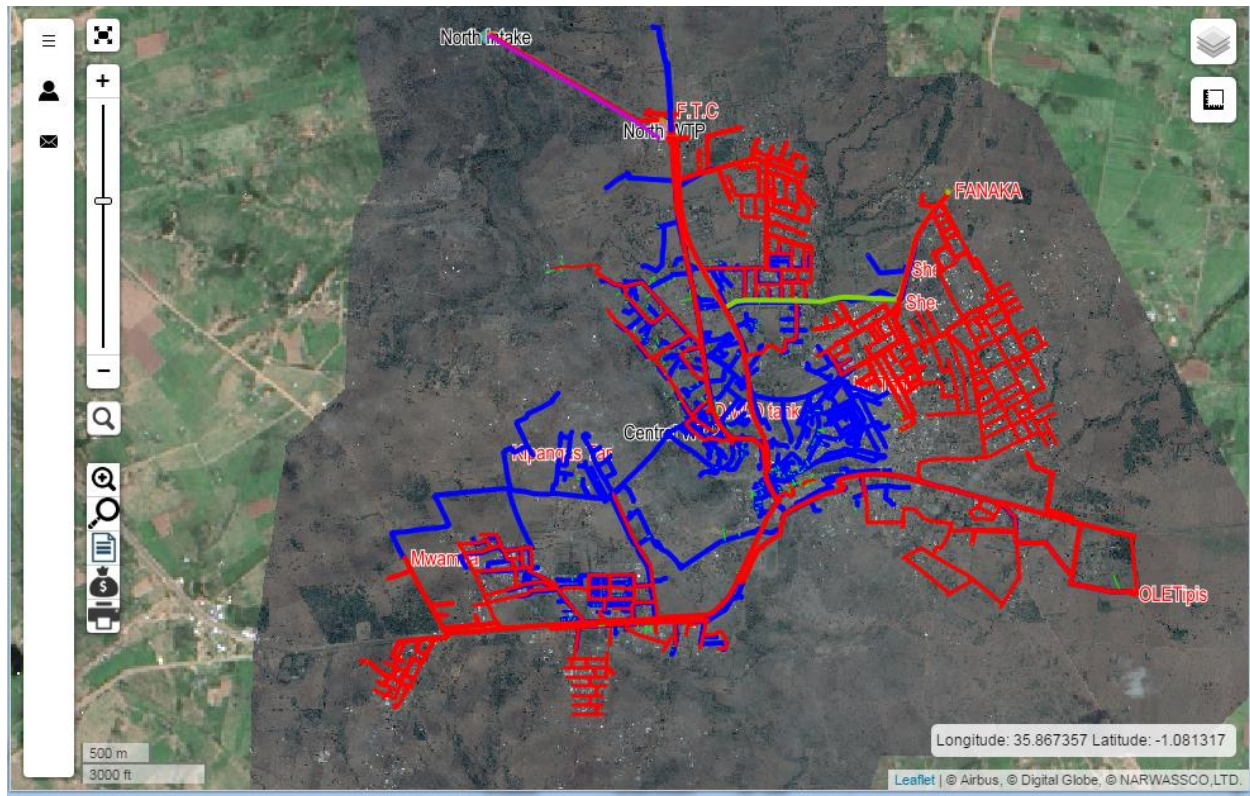 North Intake
F.T.C
North WTP
FANAKA
She
She
tank
Central
Kipangas
Mwamba
OLETipis
+
−
500 m
3000 ft
Longitude: 35.867357 Latitude: -1.081317
Leaflet | © Airbus, © Digital Globe, © NARWASSCO,LTD.